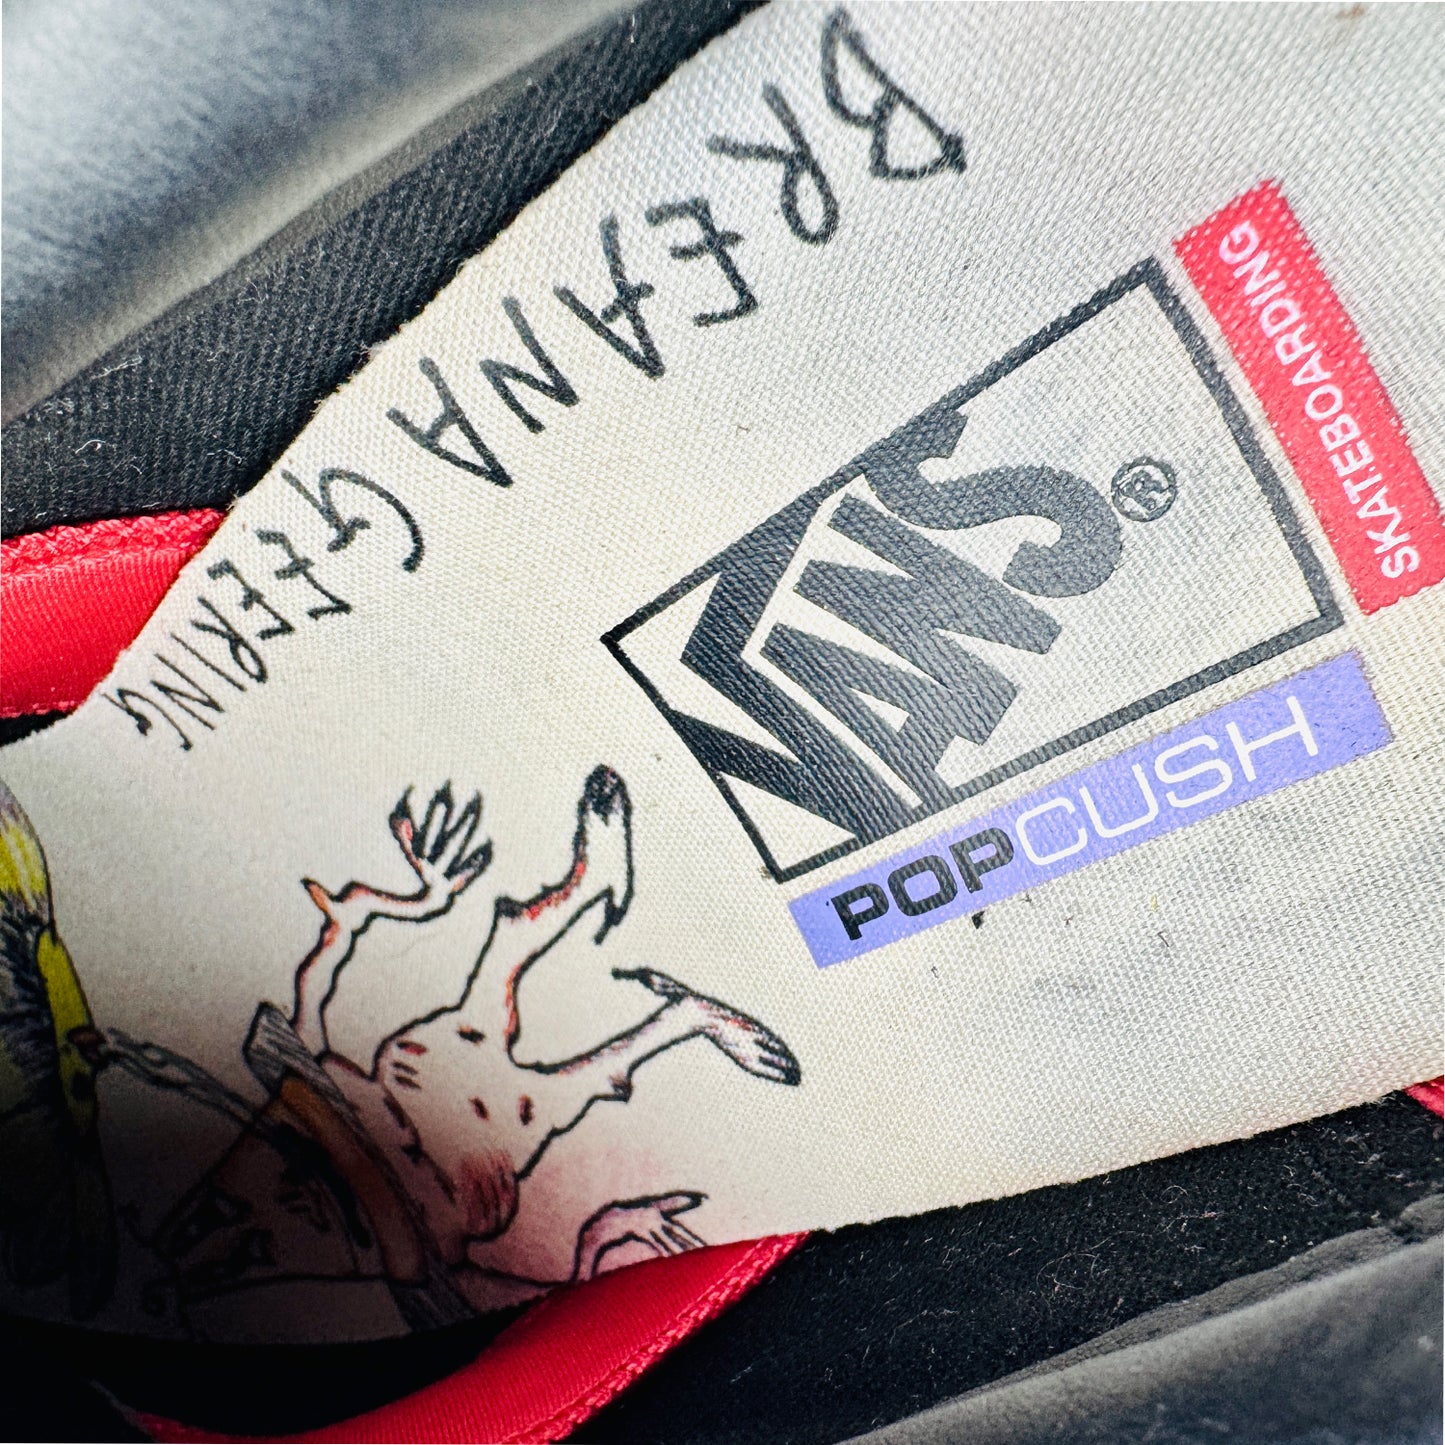 BREANA
GEERING
VANS®
SKATEBOARDING
POPCUSH